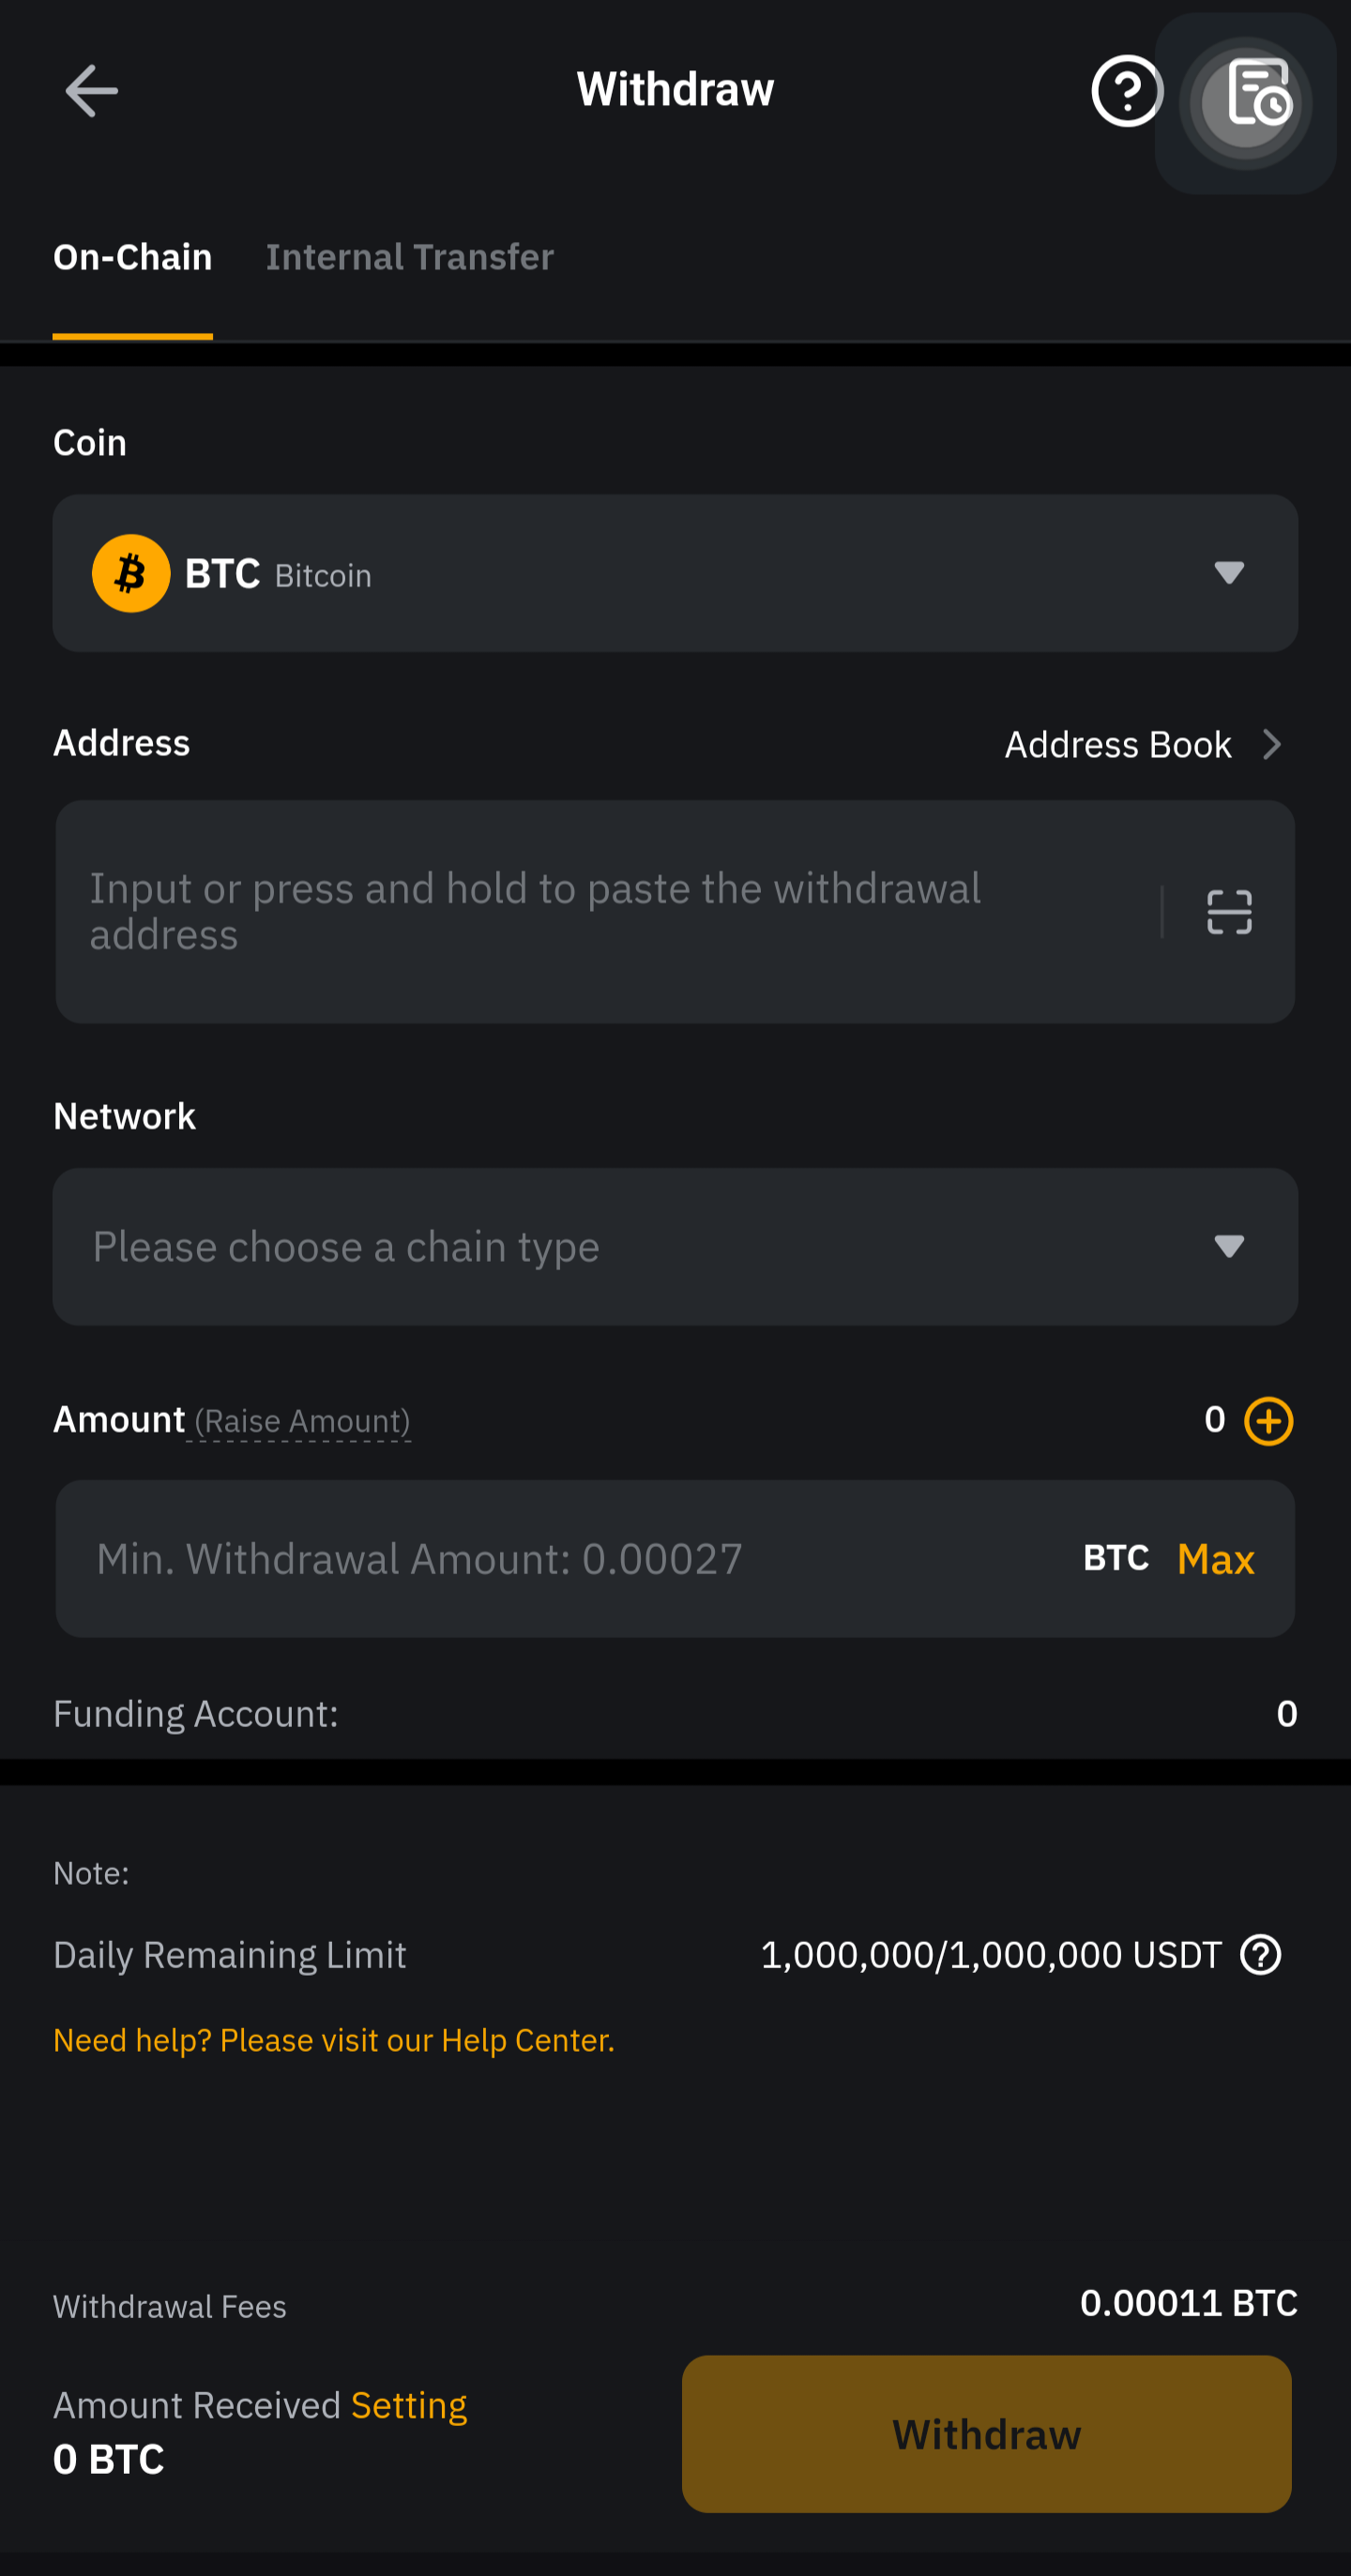 Withdraw
On-Chain Internal Transfer
Coin
BTC Bitcoin
Address Address Book
Input or press and hold to paste the withdrawal
address
Network
Please choose a chain type
Amount (Raise Amount) 0
Min. Withdrawal Amount: 0.00027 BTC Max
Funding Account: 0
Note:
Daily Remaining Limit 1,000,000/1,000,000 USDT
Need help? Please visit our Help Center.
Withdrawal Fees 0.00011 BTC
Amount Received Setting
0 BTC
Withdraw